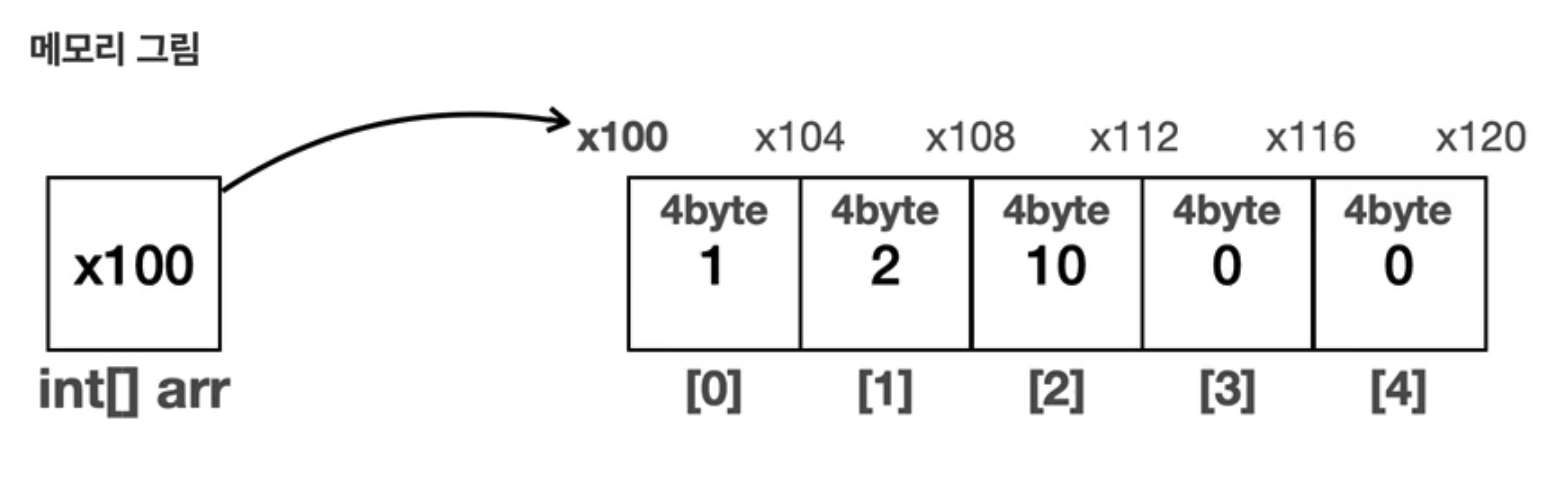 메모리 그림
x100 x104 x108 x112 x116 x120
4byte 4byte 4byte 4byte 4byte
x100 1 2 10 0 0
int[] arr [0] [1] [2] [3] [4]